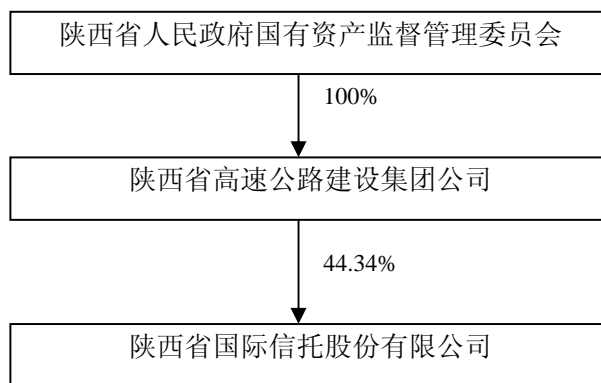 陕西省人民政府国有资产监督管理委员会
100%
陕西省高速公路建设集团公司
44.34%
陕西省国际信托股份有限公司